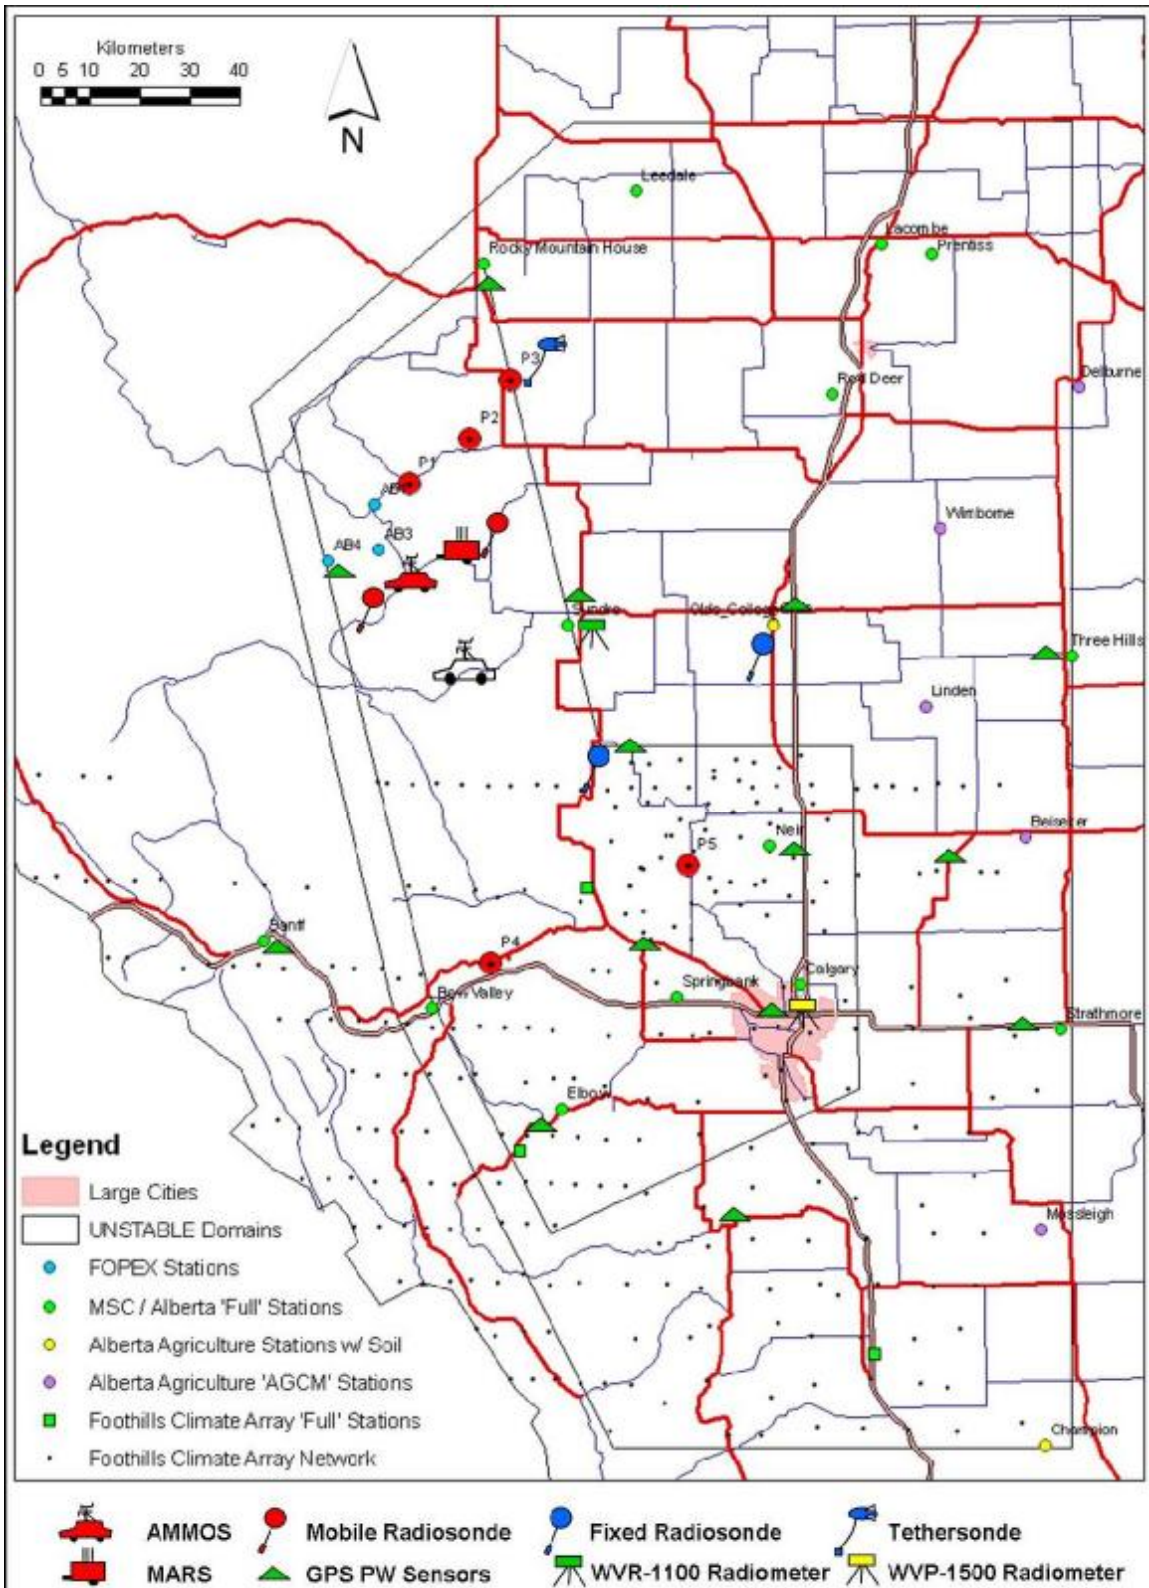 Kilometers
0 5 10 20 30 40
N
Leedale
Lacombe
Prentiss
Rocky Mountain House
P3
Red Deer
Delburne
P2
P1
Wimborne
AB3
AB4
Sundre
Olds_College
Three Hills
Linden
Neir
Beiseker
P5
Banff
P4
Bow Valley
Springbank
Calgary
Strathmore
Elbow
Mossleigh
Champion
Legend
Large Cities
UNSTABLE Domains
FOPEX Stations
MSC / Alberta 'Full' Stations
Alberta Agriculture Stations w/ Soil
Alberta Agriculture 'AGCM' Stations
Foothills Climate Array 'Full' Stations
Foothills Climate Array Network
AMMOS Mobile Radiosonde Fixed Radiosonde Tethersonde
MARS GPS PW Sensors WVR-1100 Radiometer WVP-1500 Radiometer